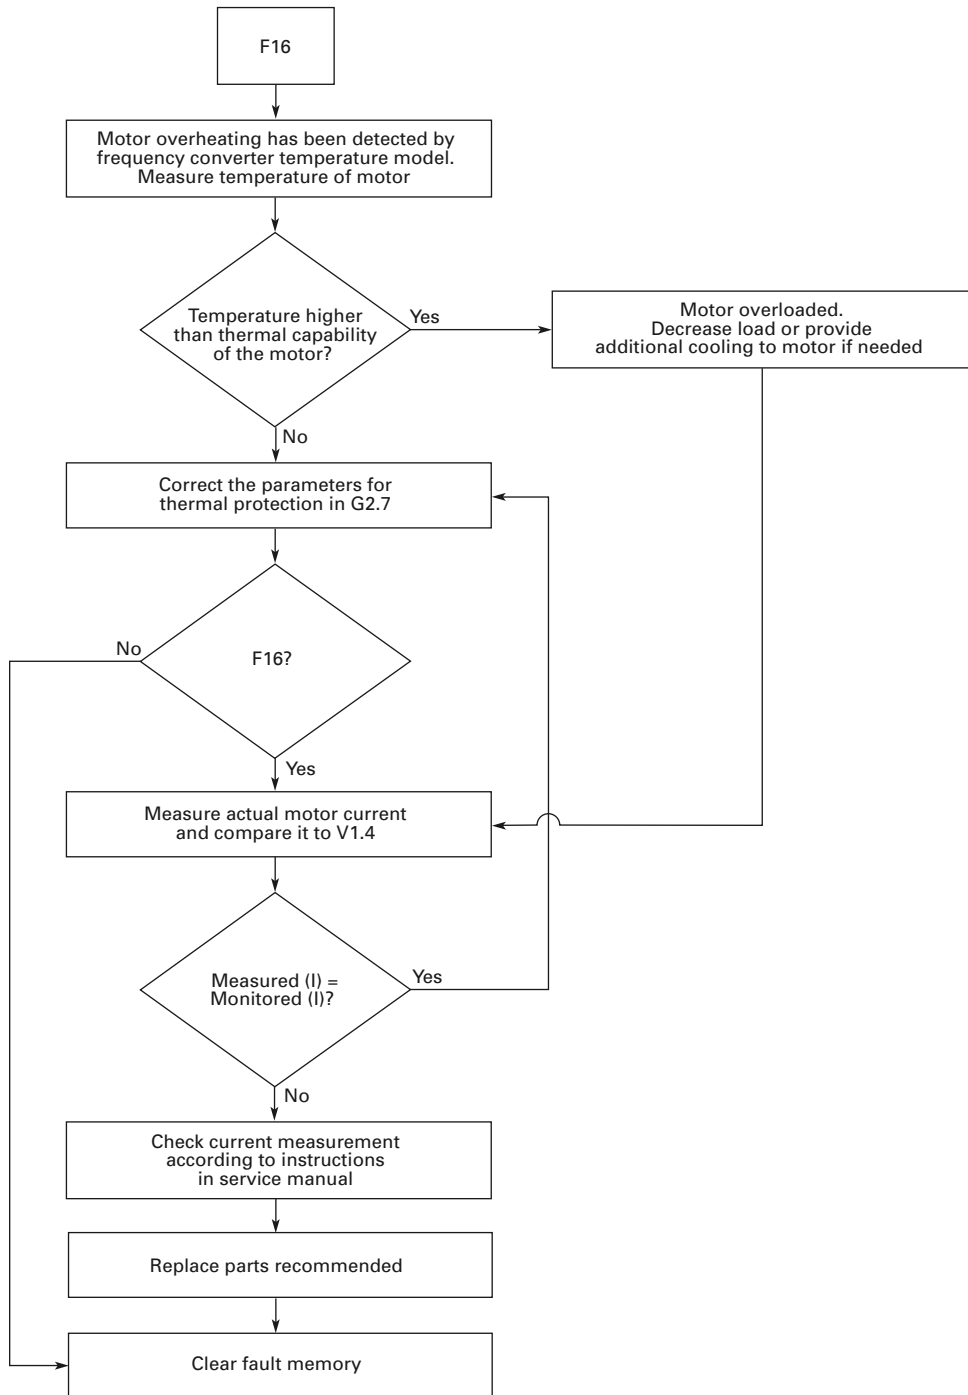 F16
Motor overheating has been detected by
frequency converter temperature model.
Measure temperature of motor
Temperature higher
than thermal capability
of the motor?
Yes
Motor overloaded.
Decrease load or provide
additional cooling to motor if needed
No
Correct the parameters for
thermal protection in G2.7
No
F16?
Yes
Measure actual motor current
and compare it to V1.4
Measured (I) =
Monitored (I)?
Yes
No
Check current measurement
according to instructions
in service manual
Replace parts recommended
Clear fault memory